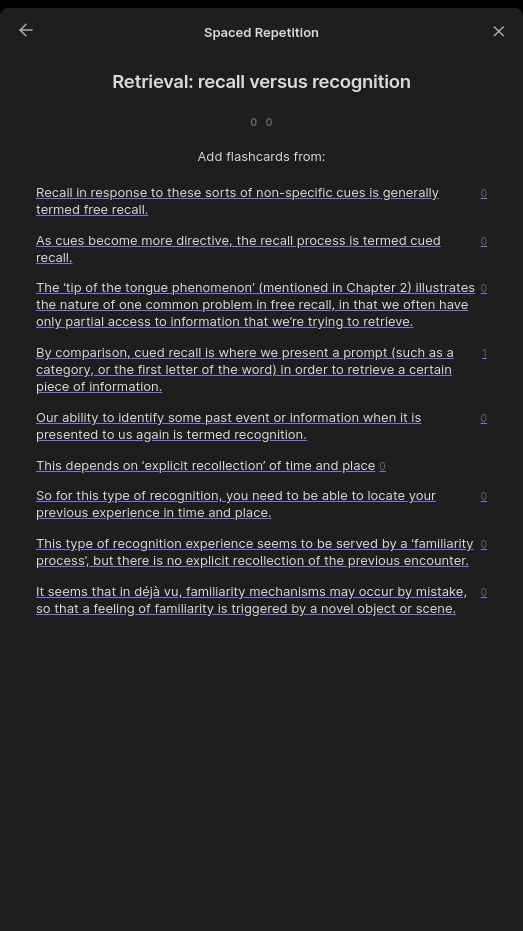 Spaced Repetition
Retrieval: recall versus recognition
0 0
Add flashcards from:
Recall in response to these sorts of non-specific cues is generally 0
termed free recall.
As cues become more directive, the recall process is termed cued 0
recall.
The ‘tip of the tongue phenomenon’ (mentioned in Chapter 2) illustrates 0
the nature of one common problem in free recall, in that we often have
only partial access to information that we’re trying to retrieve.
By comparison, cued recall is where we present a prompt (such as a 1
category, or the first letter of the word) in order to retrieve a certain
piece of information.
Our ability to identify some past event or information when it is 0
presented to us again is termed recognition.
This depends on ‘explicit recollection’ of time and place 0
So for this type of recognition, you need to be able to locate your 0
previous experience in time and place.
This type of recognition experience seems to be served by a ‘familiarity 0
process’, but there is no explicit recollection of the previous encounter.
It seems that in déjà vu, familiarity mechanisms may occur by mistake, 0
so that a feeling of familiarity is triggered by a novel object or scene.